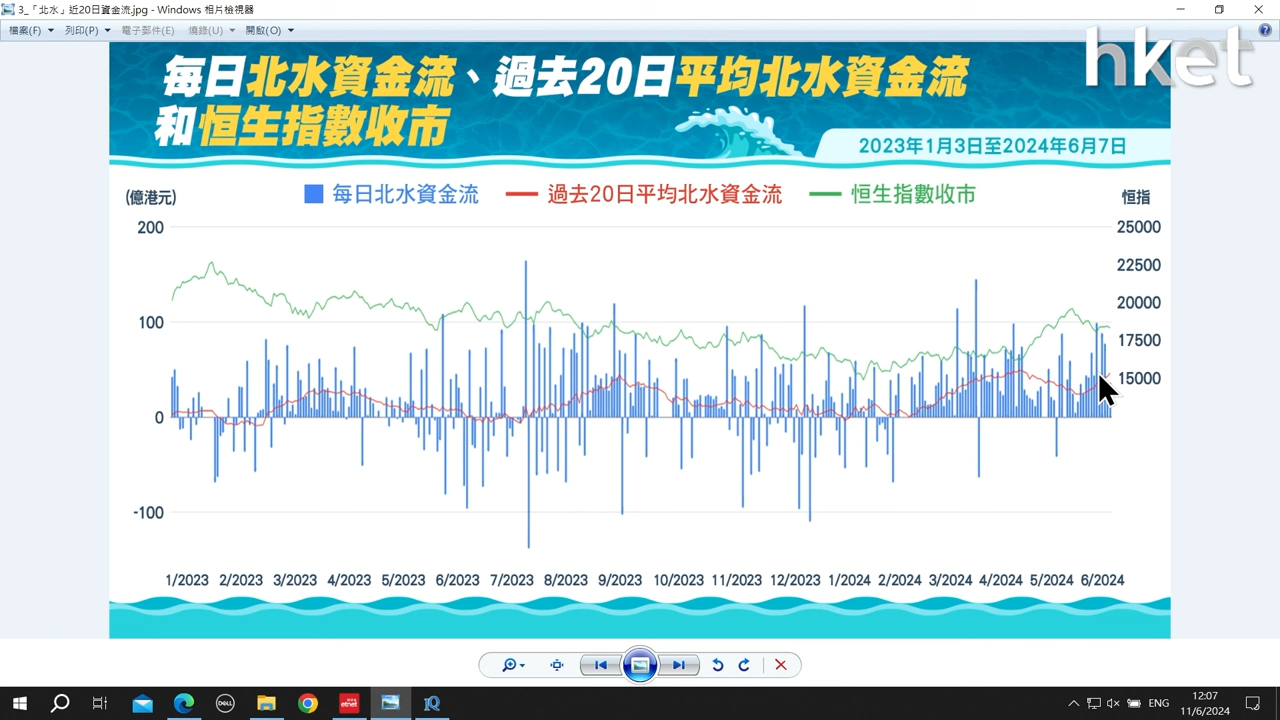 3_「北水」近20日資金流.jpg - Windows 相片檢視器
檔案(F) 列印(P) 電子郵件(E) 燒錄(U) 開啟(O)
hket
每日北水資金流、過去20日平均北水資金流
和恒生指數收市
2023年1月3日至2024年6月7日
(億港元) 每日北水資金流 過去20日平均北水資金流 恒生指數收市 恒指
200 25000
22500
20000
100
17500
15000
0
-100
1/2023 2/2023 3/2023 4/2023 5/2023 6/2023 7/2023 8/2023 9/2023 10/2023 11/2023 12/2023 1/2024 2/2024 3/2024 4/2024 5/2024 6/2024
DELL etnet IQ ENG 12:07
11/6/2024